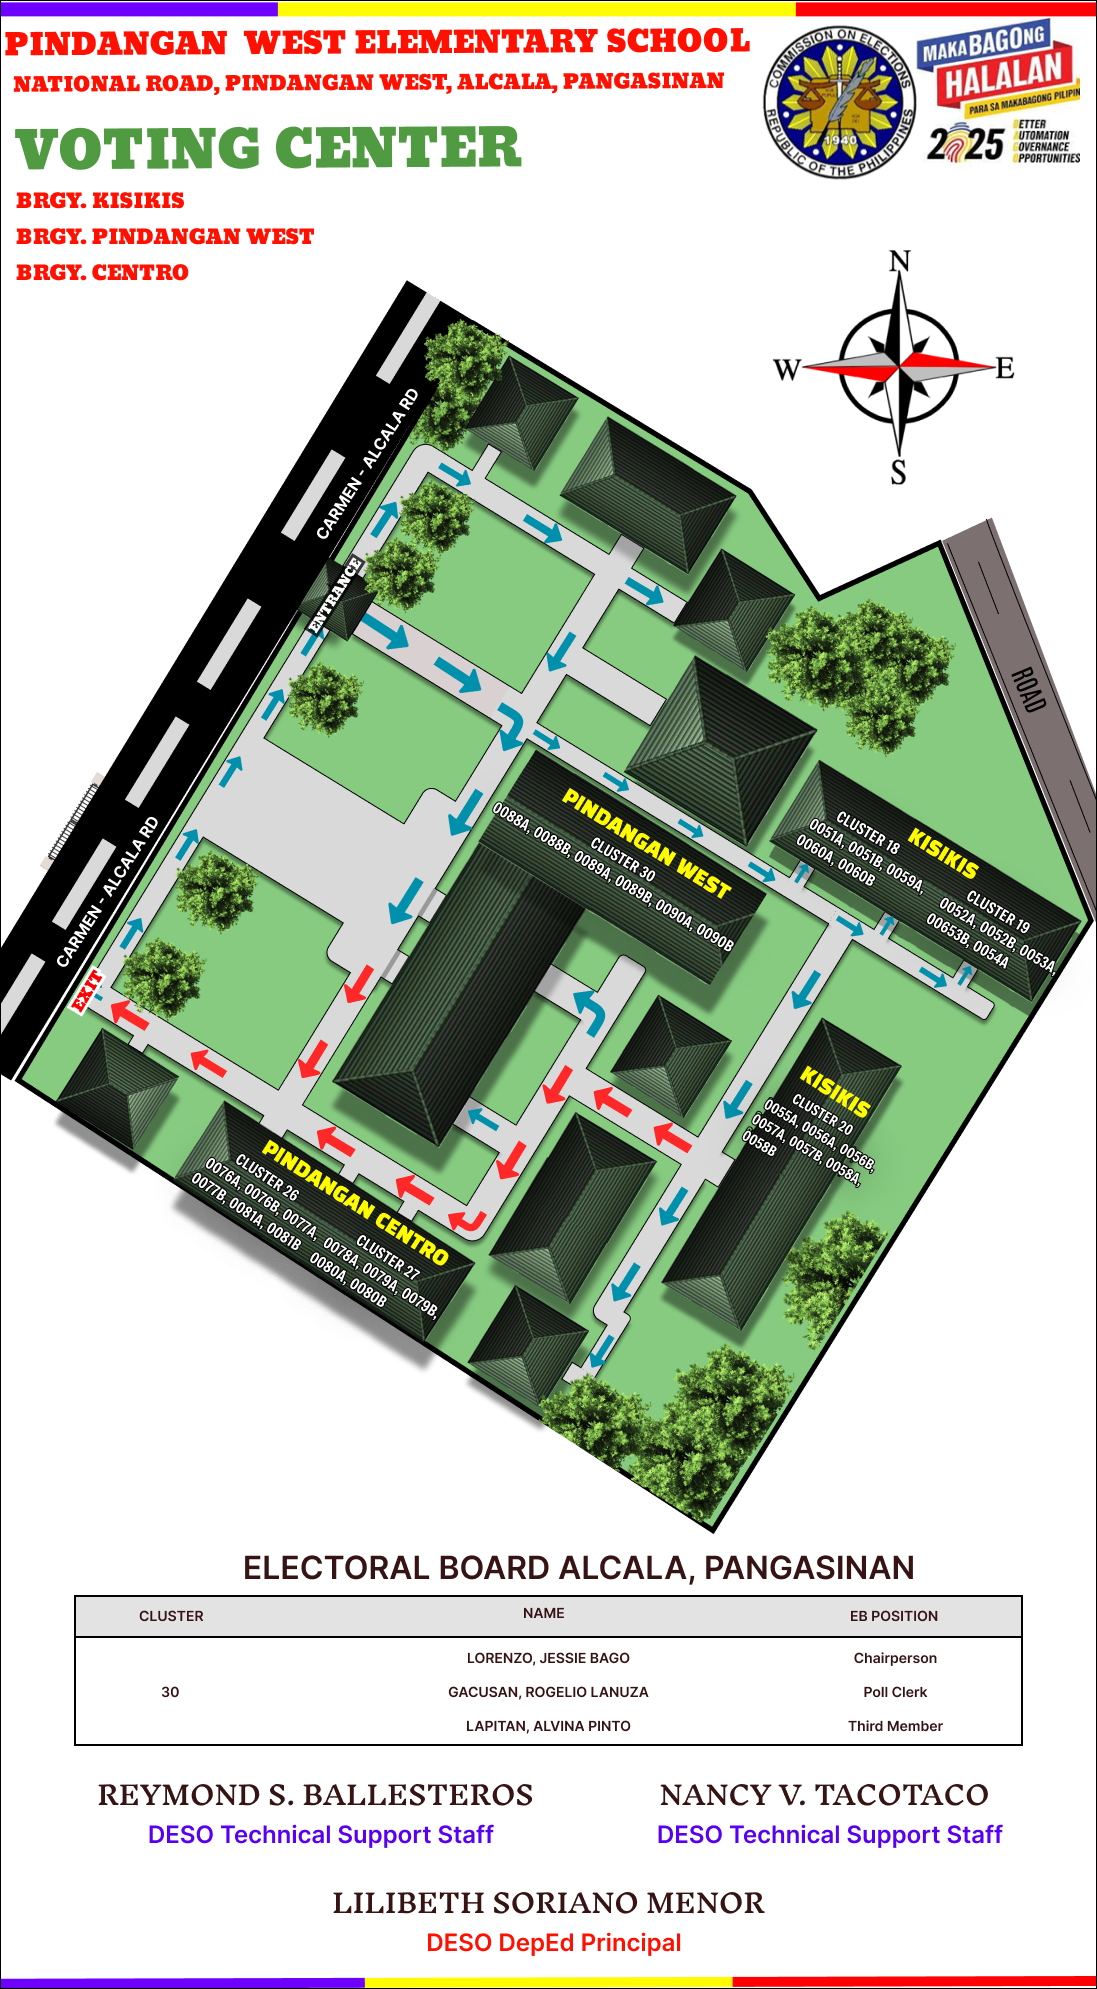 PINDANGAN WEST ELEMENTARY SCHOOL
NATIONAL ROAD, PINDANGAN WEST, ALCALA, PANGASINAN
VOTING CENTER
BRGY. KISIKIS
BRGY. PINDANGAN WEST
BRGY. CENTRO
COMMISSION ON ELECTIONS
1940
REPUBLIC OF THE PHILIPPINES
MAKABAGONG
HALALAN
PARA SA MAKABAGONG PILIPIN
2025
BETTER
AUTOMATION
GOVERNANCE
OPPORTUNITIES
N
W
E
S
CARMEN - ALCALA RD
ENTRANCE
ROAD
CARMEN - ALCALA RD
EXIT
PINDANGAN WEST
CLUSTER 30
0088A, 0088B, 0089A, 0089B, 0090A, 0090B
KISIKIS
CLUSTER 18
0051A, 0051B, 0059A,
0060A, 0060B
CLUSTER 19
0052A, 0052B, 0053A,
00653B, 0054A
KISIKIS
CLUSTER 20
0055A, 0056A, 0056B,
0057A, 0057B, 0058A,
0058B
PINDANGAN CENTRO
CLUSTER 26
0076A, 0076B, 0077A,
0077B, 0081A, 0081B
CLUSTER 27
0078A, 0079A, 0079B,
0080A, 0080B
ELECTORAL BOARD ALCALA, PANGASINAN
CLUSTER NAME EB POSITION
LORENZO, JESSIE BAGO Chairperson
30 GACUSAN, ROGELIO LANUZA Poll Clerk
LAPITAN, ALVINA PINTO Third Member
REYMOND S. BALLESTEROS
DESO Technical Support Staff
NANCY V. TACOTACO
DESO Technical Support Staff
LILIBETH SORIANO MENOR
DESO DepEd Principal